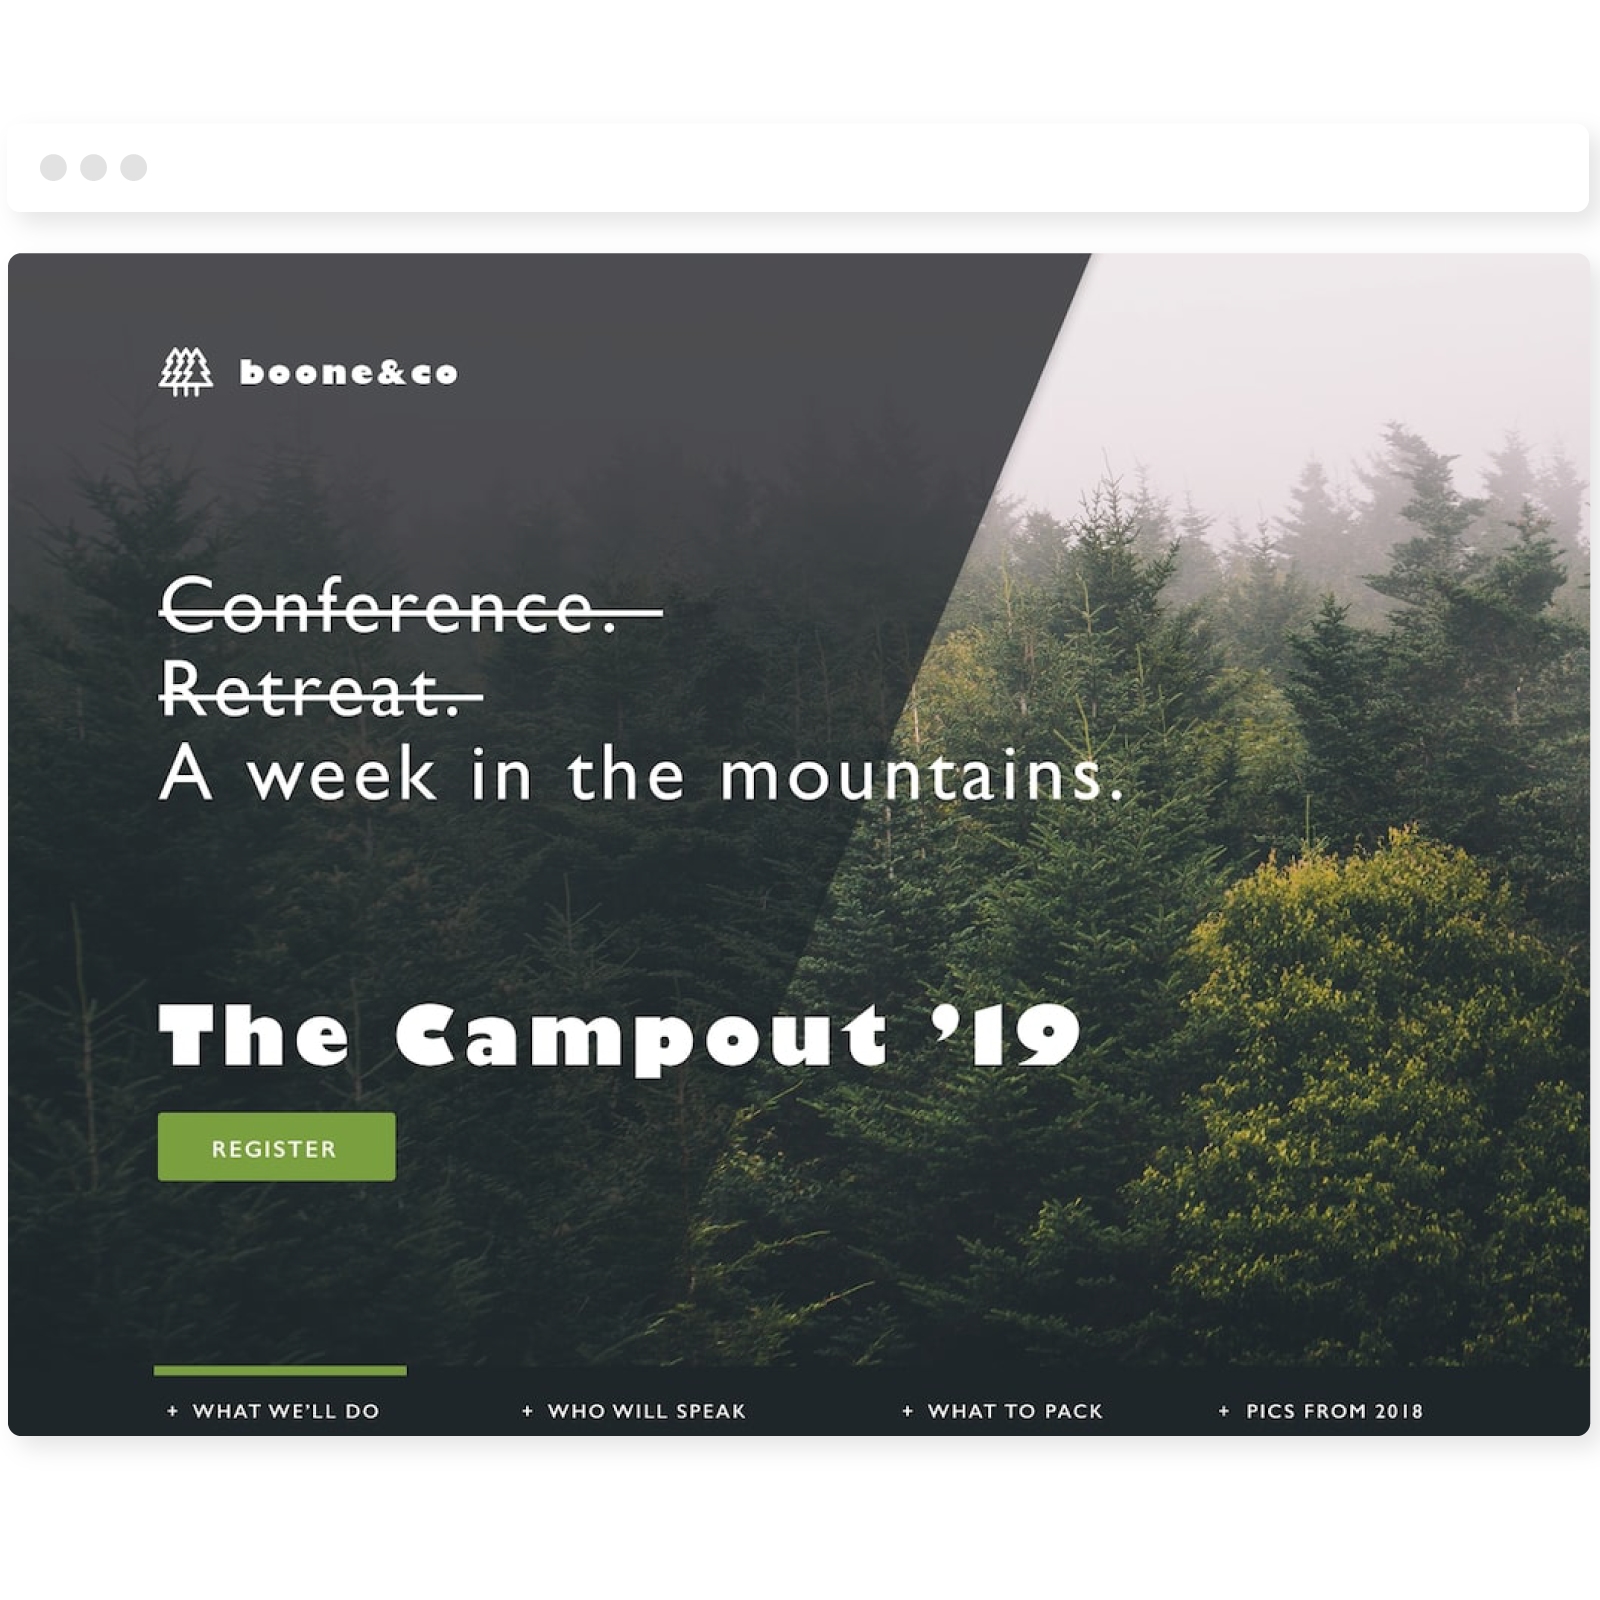 boone&co
Conference.
Retreat.
A week in the mountains.
The Campout ’19
REGISTER
+ WHAT WE’LL DO
+ WHO WILL SPEAK
+ WHAT TO PACK
+ PICS FROM 2018